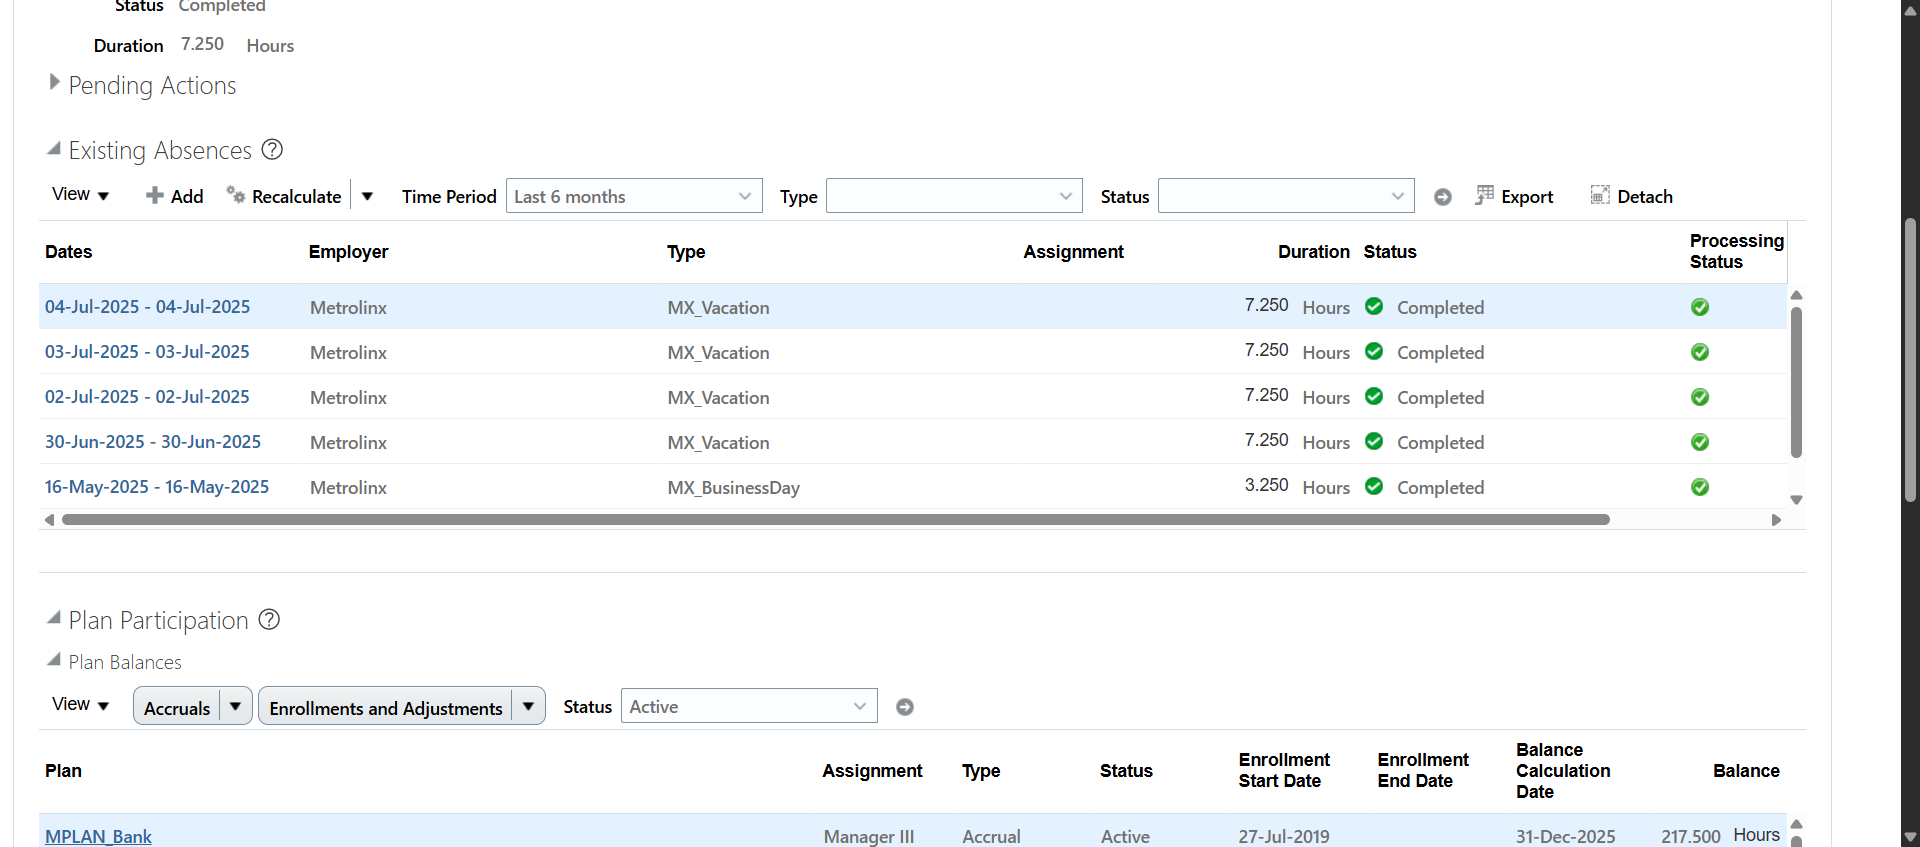 Status Completed
Duration 7.250 Hours
Pending Actions
Existing Absences ?
View Add Recalculate Time Period Last 6 months Type Status Export Detach
Dates Employer Type Assignment Duration Status Processing Status
04-Jul-2025 - 04-Jul-2025 Metrolinx MX_Vacation 7.250 Hours Completed
03-Jul-2025 - 03-Jul-2025 Metrolinx MX_Vacation 7.250 Hours Completed
02-Jul-2025 - 02-Jul-2025 Metrolinx MX_Vacation 7.250 Hours Completed
30-Jun-2025 - 30-Jun-2025 Metrolinx MX_Vacation 7.250 Hours Completed
16-May-2025 - 16-May-2025 Metrolinx MX_BusinessDay 3.250 Hours Completed
Plan Participation ?
Plan Balances
View Accruals Enrollments and Adjustments Status Active
Plan Assignment Type Status Enrollment Start Date Enrollment End Date Balance Calculation Date Balance
MPLAN_Bank Manager III Accrual Active 27-Jul-2019 31-Dec-2025 217.500 Hours